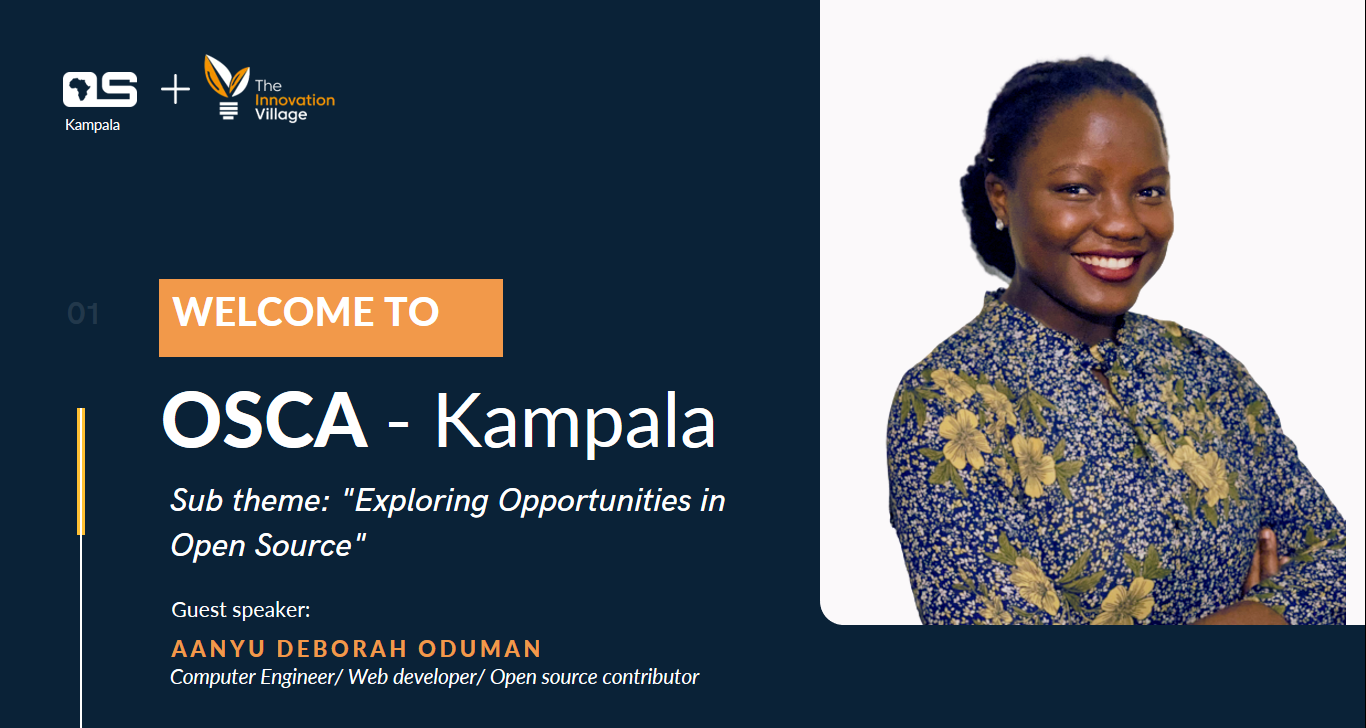 OS
Kampala
The
Innovation
Village
01
WELCOME TO
OSCA - Kampala
Sub theme: "Exploring Opportunities in
Open Source"
Guest speaker:
AANYU DEBORAH ODUMAN
Computer Engineer/ Web developer/ Open source contributor